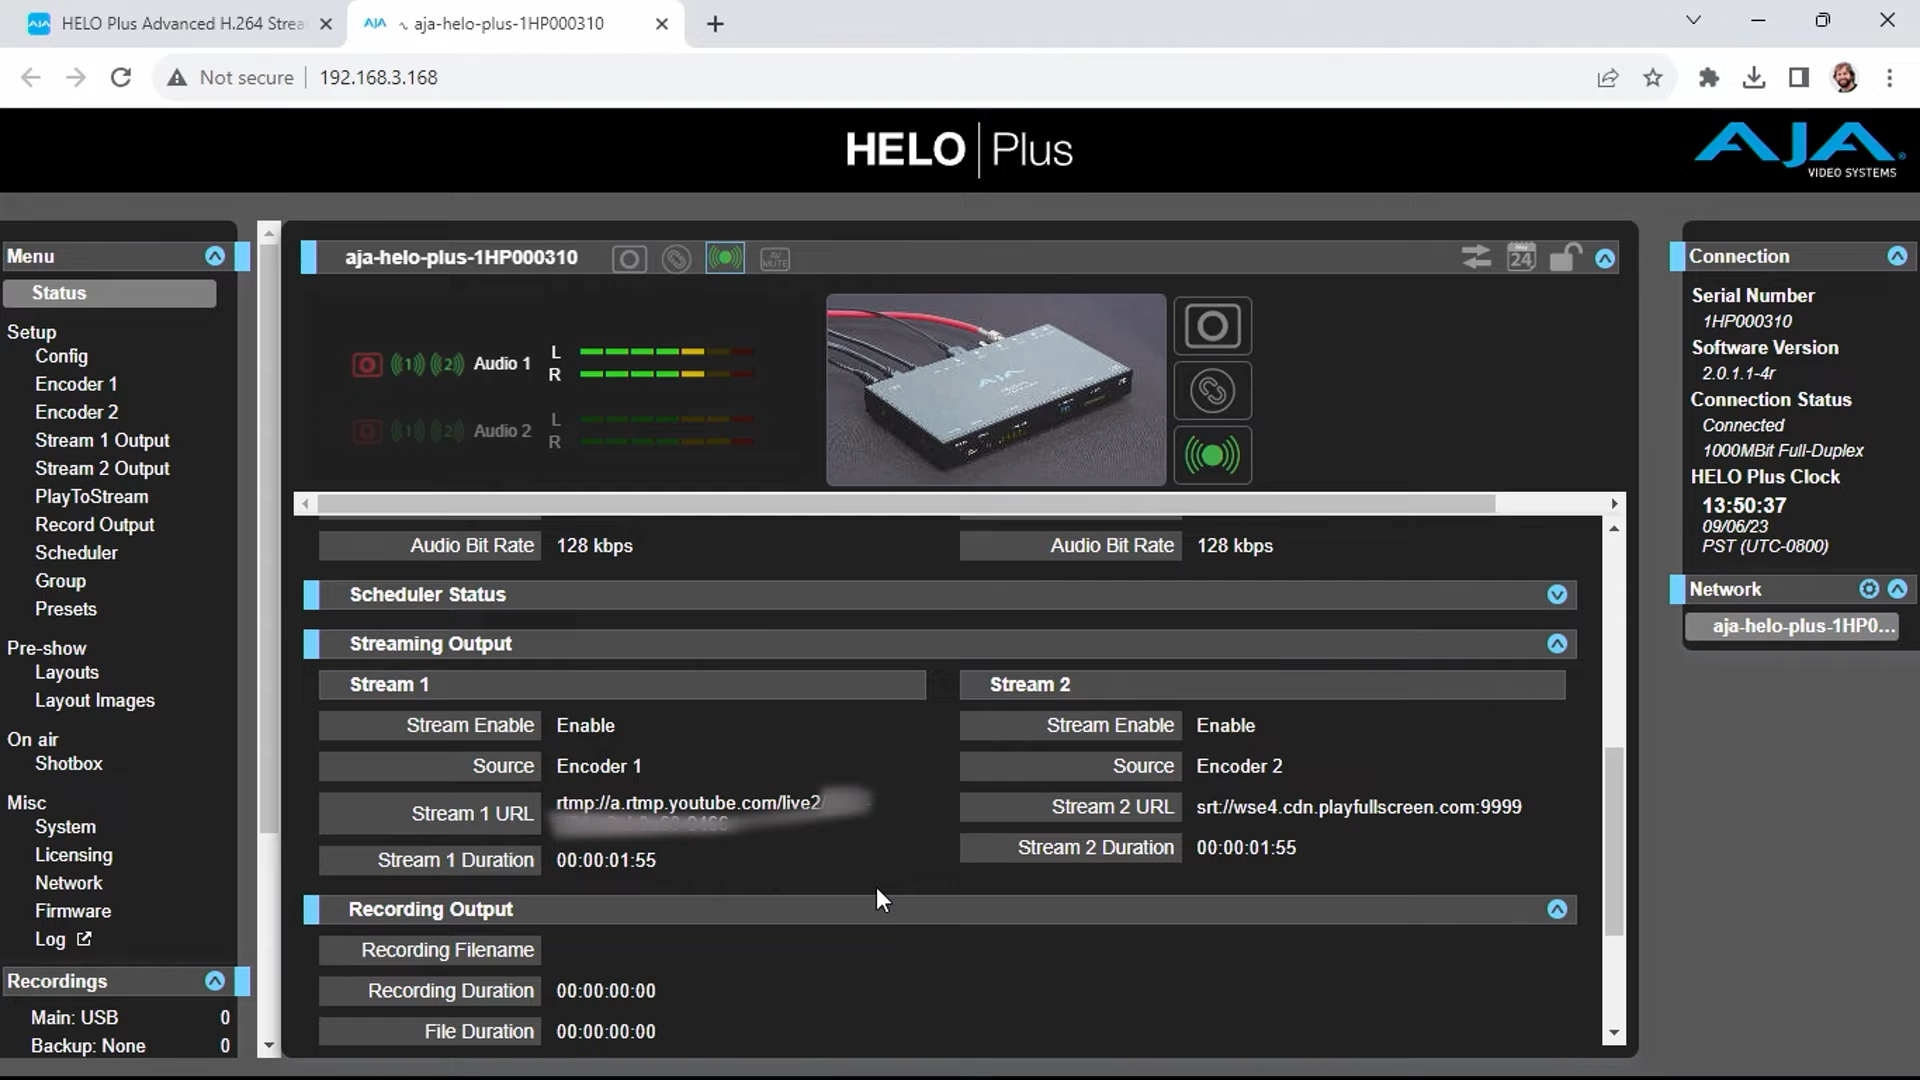 HELO Plus Advanced H.264 Strea
aja-helo-plus-1HP000310
Not secure
192.168.3.168
HELO Plus
AJA
VIDEO SYSTEMS
Menu
Status
Setup
Config
Encoder 1
Encoder 2
Stream 1 Output
Stream 2 Output
PlayToStream
Record Output
Scheduler
Group
Presets
Pre-show
Layouts
Layout Images
On air
Shotbox
Misc
System
Licensing
Network
Firmware
Log
Recordings
Main: USB 0
Backup: None 0
aja-helo-plus-1HP000310
AV MUTE
May
24
(1) (2) Audio 1 L
R
(1) (2) Audio 2 L
R
AJA
Audio Bit Rate 128 kbps
Audio Bit Rate 128 kbps
Scheduler Status
Streaming Output
Stream 1
Stream Enable Enable
Source Encoder 1
Stream 1 URL rtmp://a.rtmp.youtube.com/live2/
Stream 1 Duration 00:00:01:55
Stream 2
Stream Enable Enable
Source Encoder 2
Stream 2 URL srt://wse4.cdn.playfullscreen.com:9999
Stream 2 Duration 00:00:01:55
Recording Output
Recording Filename
Recording Duration 00:00:00:00
File Duration 00:00:00:00
Connection
Serial Number
1HP000310
Software Version
2.0.1.1-4r
Connection Status
Connected
1000MBit Full-Duplex
HELO Plus Clock
13:50:37
09/06/23
PST (UTC-0800)
Network
aja-helo-plus-1HP0...